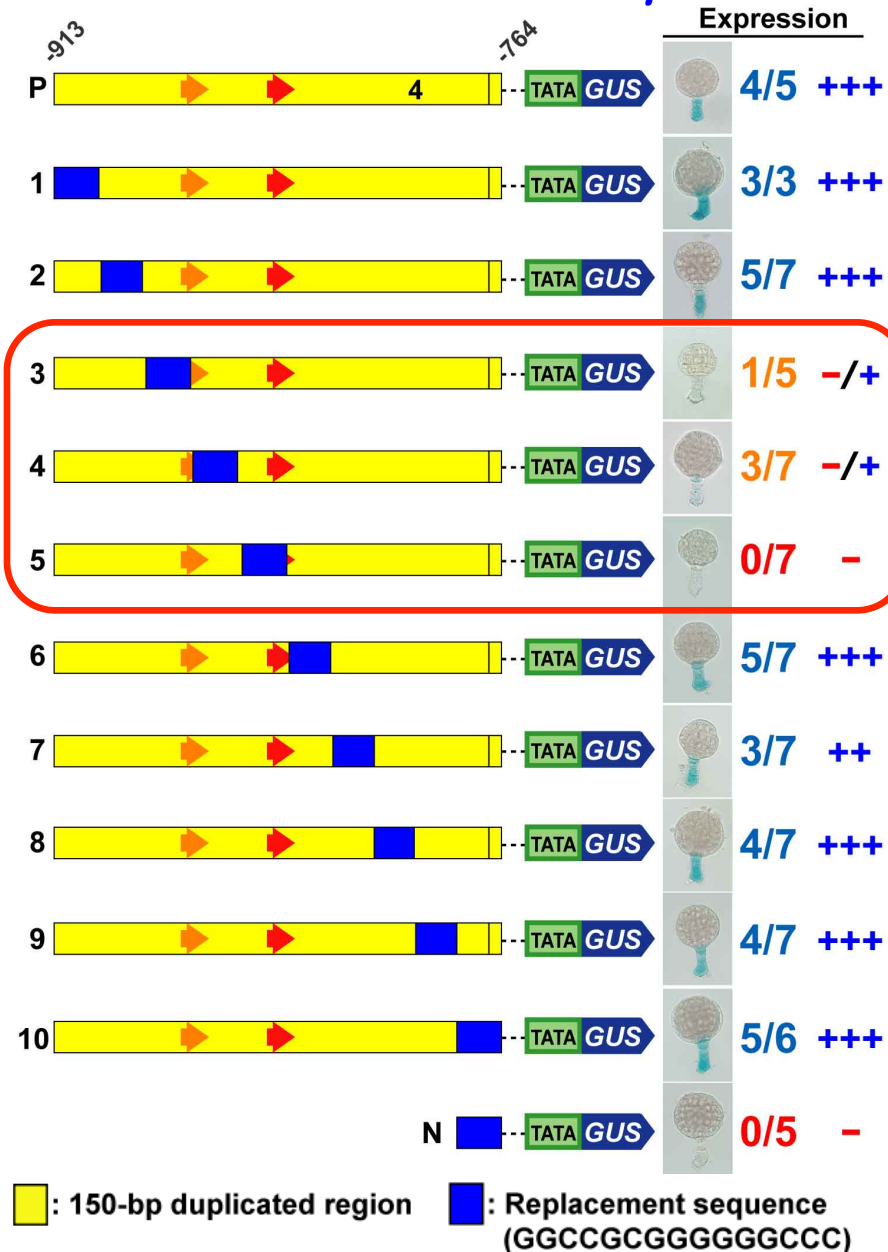 Expression
-913 -764
P 4 TATA GUS 4/5 +++
1 TATA GUS 3/3 +++
2 TATA GUS 5/7 +++
3 TATA GUS 1/5 -/+
4 TATA GUS 3/7 -/+
5 TATA GUS 0/7 -
6 TATA GUS 5/7 +++
7 TATA GUS 3/7 ++
8 TATA GUS 4/7 +++
9 TATA GUS 4/7 +++
10 TATA GUS 5/6 +++
N TATA GUS 0/5 -
: 150-bp duplicated region : Replacement sequence
(GGCCGCGGGGGGCCC)